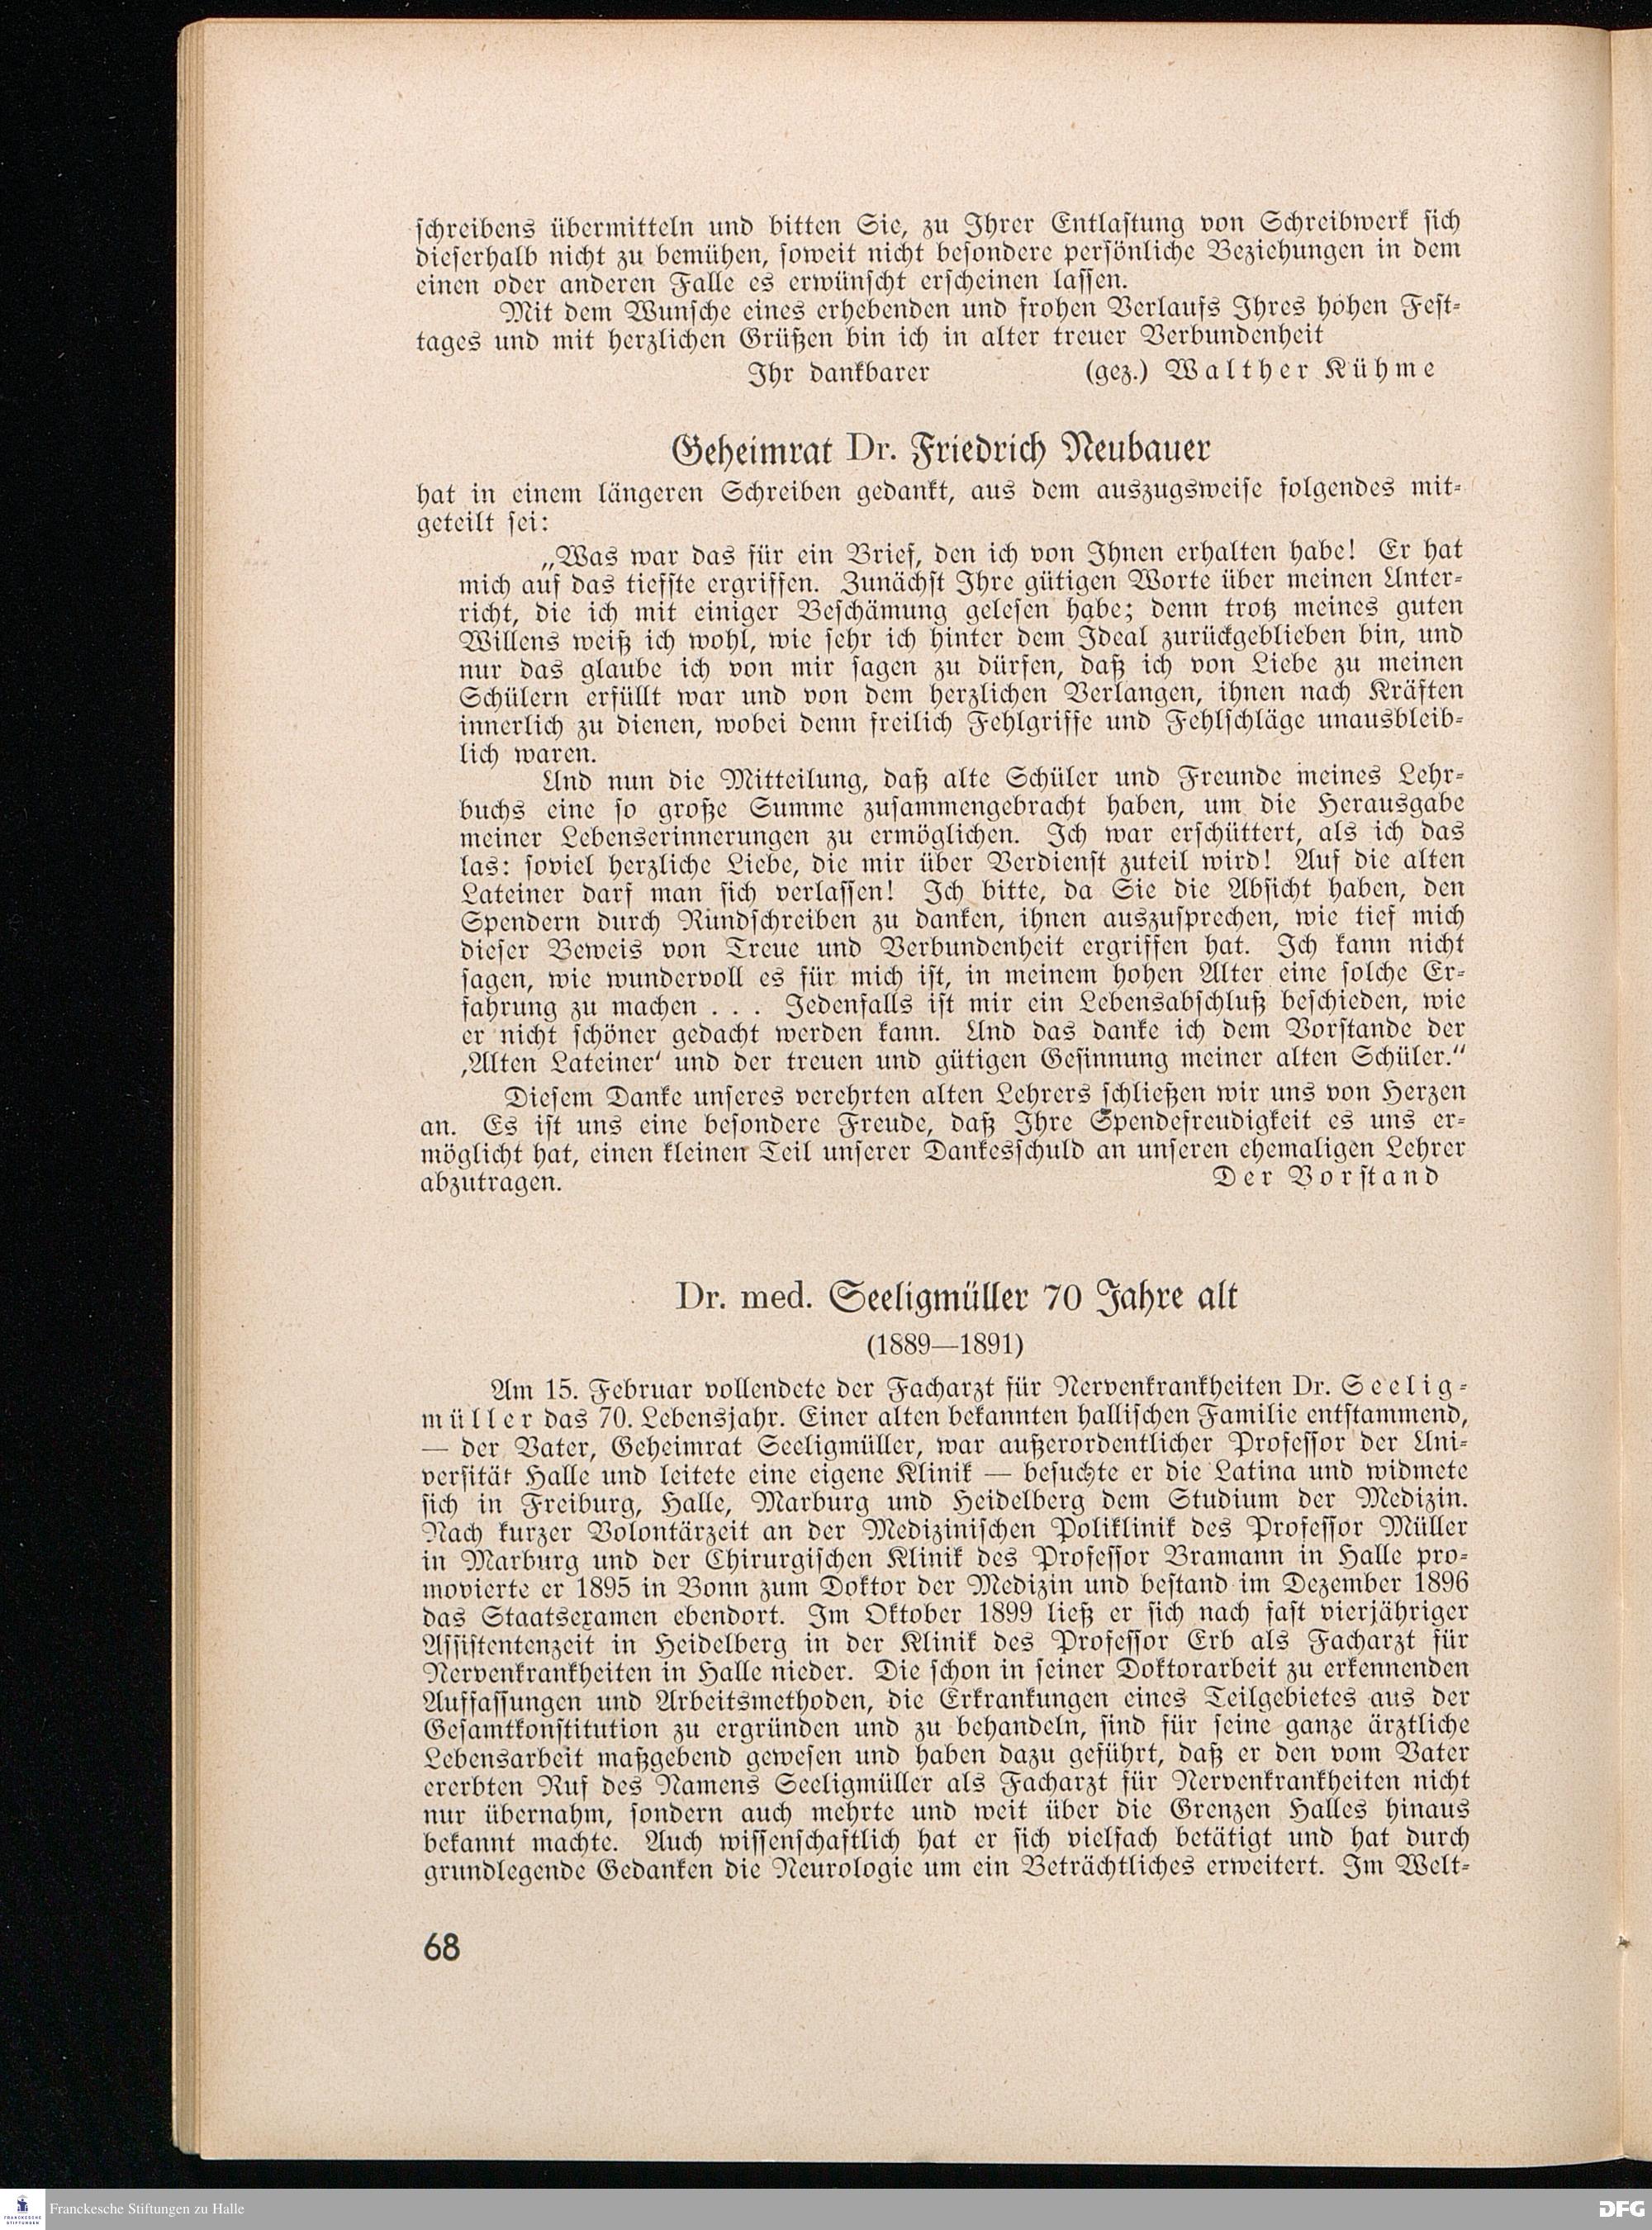 schreibens übermitteln und bitten Sie, zu Ihrer Entlastung von Schreibwerk sich
dieserhalb nicht zu bemühen, soweit nicht besondere persönliche Beziehungen in dem
einen oder anderen Falle es erwünscht erscheinen lassen.
Mit dem Wunsche eines erhebenden und frohen Verlaufs Ihres hohen Fest-
tages und mit herzlichen Grüßen bin ich in alter treuer Verbundenheit
Ihr dankbarer (gez.) Walther Kühme
Geheimrat Dr. Friedrich Neubauer
hat in einem längeren Schreiben gedankt, aus dem auszugsweise folgendes mit-
geteilt sei:
„Was war das für ein Brief, den ich von Ihnen erhalten habe! Er hat
mich auf das tiefste ergriffen. Zunächst Ihre gütigen Worte über meinen Unter-
richt, die ich mit einiger Beschämung gelesen habe; denn trotz meines guten
Willens weiß ich wohl, wie sehr ich hinter dem Ideal zurückgeblieben bin, und
nur das glaube ich von mir sagen zu dürfen, daß ich von Liebe zu meinen
Schülern erfüllt war und von dem herzlichen Verlangen, ihnen nach Kräften
innerlich zu dienen, wobei denn freilich Fehlgriffe und Fehlschläge unausbleib-
lich waren.
Und nun die Mitteilung, daß alte Schüler und Freunde meines Lehr-
buchs eine so große Summe zusammengebracht haben, um die Herausgabe
meiner Lebenserinnerungen zu ermöglichen. Ich war erschüttert, als ich das
las: soviel herzliche Liebe, die mir über Verdienst zuteil wird! Auf die alten
Lateiner darf man sich verlassen! Ich bitte, da Sie die Absicht haben, den
Spendern durch Rundschreiben zu danken, ihnen auszusprechen, wie tief mich
dieser Beweis von Treue und Verbundenheit ergriffen hat. Ich kann nicht
sagen, wie wundervoll es für mich ist, in meinem hohen Alter eine solche Er-
fahrung zu machen . . . Jedenfalls ist mir ein Lebensabschluß beschieden, wie
er nicht schöner gedacht werden kann. Und das danke ich dem Vorstande der
‚Alten Lateiner‘ und der treuen und gütigen Gesinnung meiner alten Schüler.“
Diesem Danke unseres verehrten alten Lehrers schließen wir uns von Herzen
an. Es ist uns eine besondere Freude, daß Ihre Spendefreudigkeit es uns er-
möglicht hat, einen kleinen Teil unserer Dankesschuld an unseren ehemaligen Lehrer
abzutragen. Der Vorstand
Dr. med. Seeligmüller 70 Jahre alt
(1889—1891)
Am 15. Februar vollendete der Facharzt für Nervenkrankheiten Dr. Seelig-
müller das 70. Lebensjahr. Einer alten bekannten hallischen Familie entstammend,
— der Vater, Geheimrat Seeligmüller, war außerordentlicher Professor der Uni-
versität Halle und leitete eine eigene Klinik — besuchte er die Latina und widmete
sich in Freiburg, Halle, Marburg und Heidelberg dem Studium der Medizin.
Nach kurzer Volontärzeit an der Medizinischen Poliklinik des Professor Müller
in Marburg und der Chirurgischen Klinik des Professor Bramann in Halle pro-
movierte er 1895 in Bonn zum Doktor der Medizin und bestand im Dezember 1896
das Staatsexamen ebendort. Im Oktober 1899 ließ er sich nach fast vierjähriger
Assistentenzeit in Heidelberg in der Klinik des Professor Erb als Facharzt für
Nervenkrankheiten in Halle nieder. Die schon in seiner Doktorarbeit zu erkennenden
Auffassungen und Arbeitsmethoden, die Erkrankungen eines Teilgebietes aus der
Gesamtkonstitution zu ergründen und zu behandeln, sind für seine ganze ärztliche
Lebensarbeit maßgebend gewesen und haben dazu geführt, daß er den vom Vater
ererbten Ruf des Namens Seeligmüller als Facharzt für Nervenkrankheiten nicht
nur übernahm, sondern auch mehrte und weit über die Grenzen Halles hinaus
bekannt machte. Auch wissenschaftlich hat er sich vielfach betätigt und hat durch
grundlegende Gedanken die Neurologie um ein Beträchtliches erweitert. Im Welt-
68
FRANCKESCHE STIFTUNGEN
Franckesche Stiftungen zu Halle
DFG